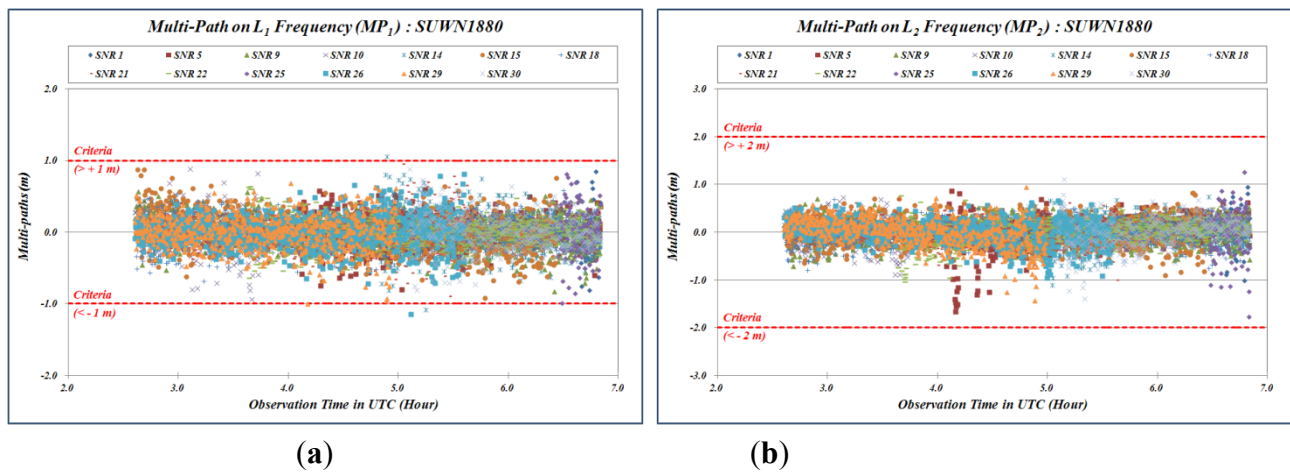 Multi-Path on L1 Frequency (MP1) : SUWN1880
SNR 1 SNR 5 SNR 9 SNR 10 SNR 14 SNR 15 SNR 18
SNR 21 SNR 22 SNR 25 SNR 26 SNR 29 SNR 30
2.0
1.0
0.0
-1.0
-2.0
Multi-paths (m)
Criteria
(> + 1 m)
Criteria
(< - 1 m)
2.0 3.0 4.0 5.0 6.0 7.0
Observation Time in UTC (Hour)
(a)
Multi-Path on L2 Frequency (MP2) : SUWN1880
SNR 1 SNR 5 SNR 9 SNR 10 SNR 14 SNR 15 SNR 18
SNR 21 SNR 22 SNR 25 SNR 26 SNR 29 SNR 30
3.0
2.0
1.0
0.0
-1.0
-2.0
-3.0
Multi-paths (m)
Criteria
(> + 2 m)
Criteria
(< - 2 m)
2.0 3.0 4.0 5.0 6.0 7.0
Observation Time in UTC (Hour)
(b)